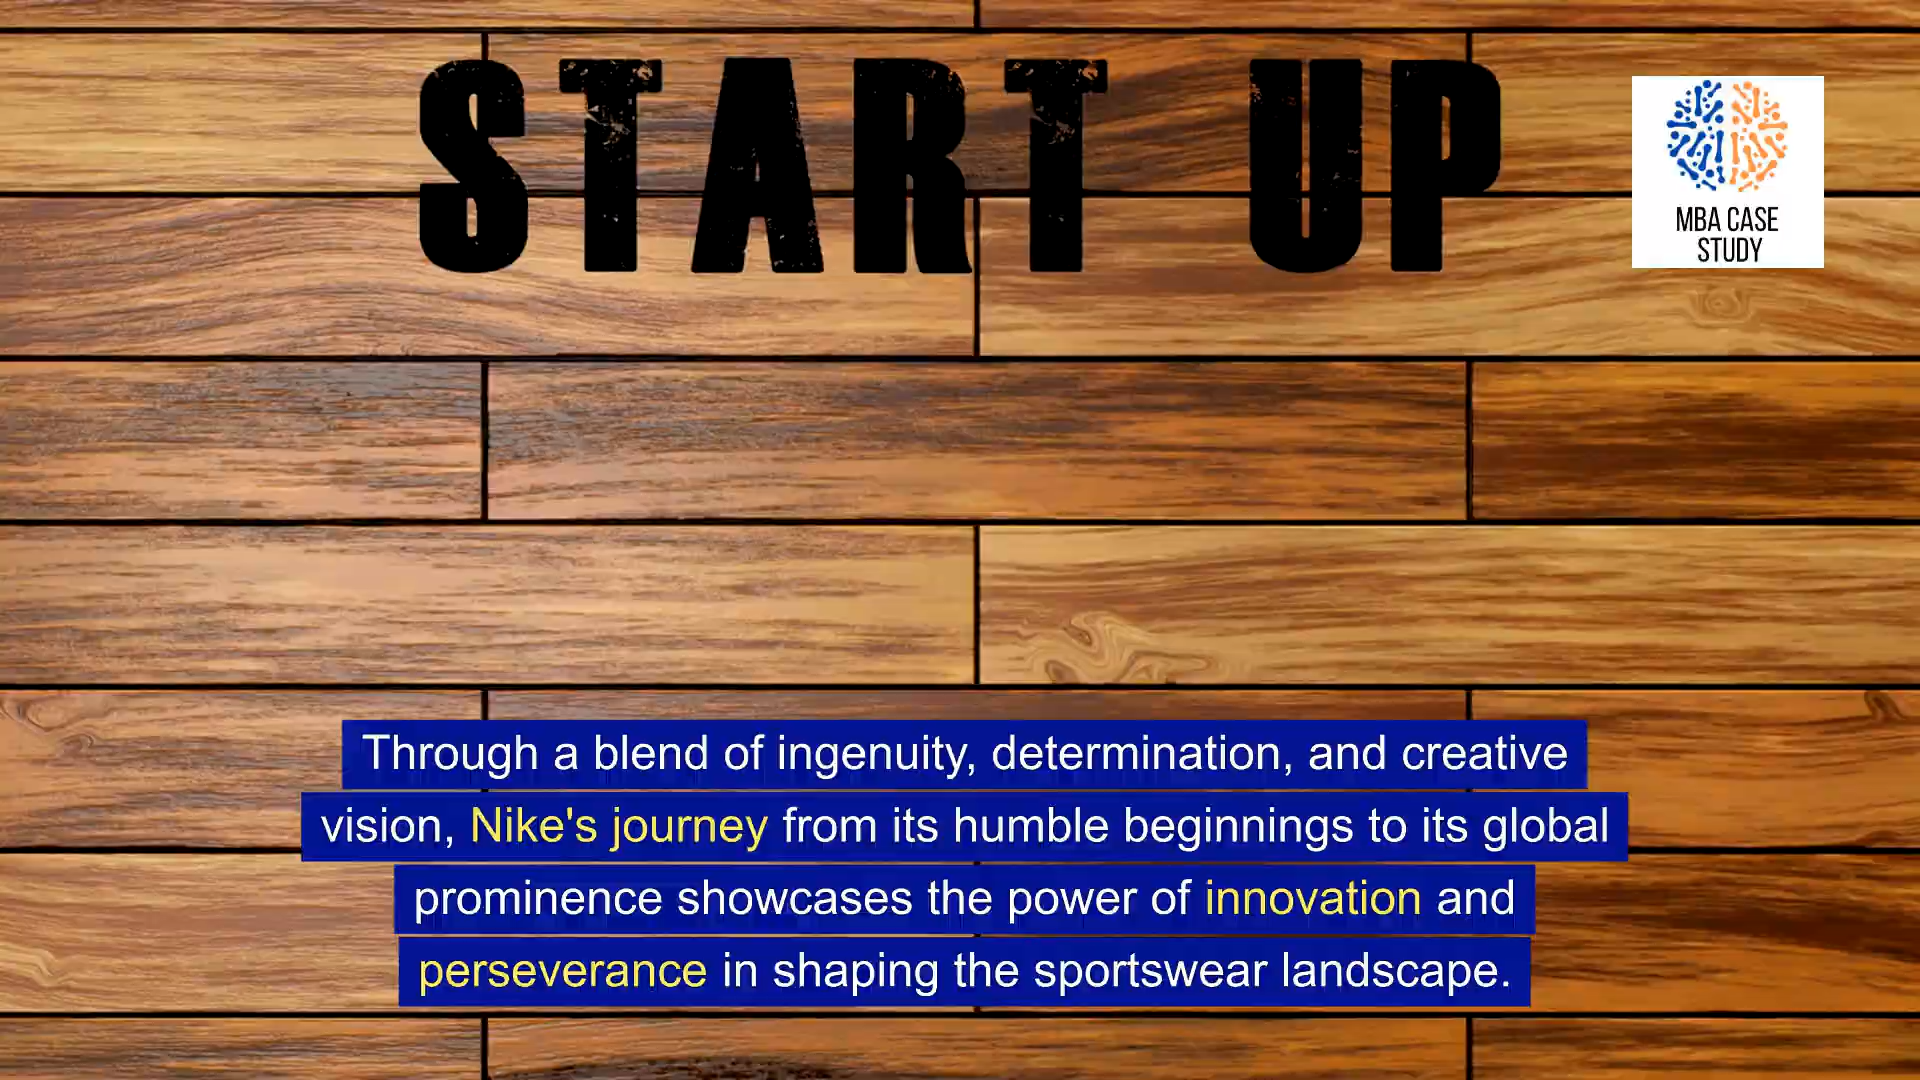 START UP
MBA CASE
STUDY
Through a blend of ingenuity, determination, and creative
vision, Nike's journey from its humble beginnings to its global
prominence showcases the power of innovation and
perseverance in shaping the sportswear landscape.